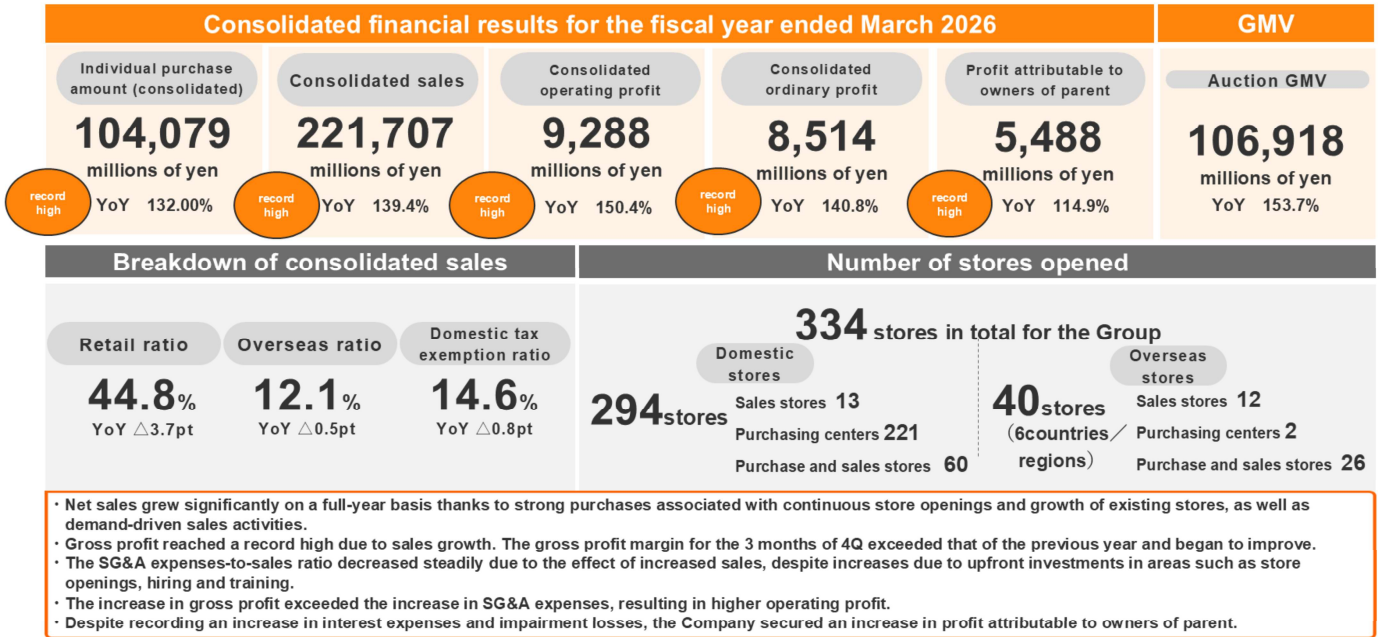 Consolidated financial results for the fiscal year ended March 2026
GMV
Individual purchase
amount (consolidated)
104,079
millions of yen
record
high
YoY 132.00%
Consolidated sales
221,707
millions of yen
record
high
YoY 139.4%
Consolidated
operating profit
9,288
millions of yen
record
high
YoY 150.4%
Consolidated
ordinary profit
8,514
millions of yen
record
high
YoY 140.8%
Profit attributable to
owners of parent
5,488
millions of yen
record
high
YoY 114.9%
Auction GMV
106,918
millions of yen
YoY 153.7%
Breakdown of consolidated sales
Retail ratio
44.8%
YoY △3.7pt
Overseas ratio
12.1%
YoY △0.5pt
Domestic tax
exemption ratio
14.6%
YoY △0.8pt
Number of stores opened
334 stores in total for the Group
Domestic
stores
294stores
Sales stores 13
Purchasing centers 221
Purchase and sales stores 60
Overseas
stores
40stores
（6countries／
regions）
Sales stores 12
Purchasing centers 2
Purchase and sales stores 26
・Net sales grew significantly on a full-year basis thanks to strong purchases associated with continuous store openings and growth of existing stores, as well as
demand-driven sales activities.
・Gross profit reached a record high due to sales growth. The gross profit margin for the 3 months of 4Q exceeded that of the previous year and began to improve.
・The SG&A expenses-to-sales ratio decreased steadily due to the effect of increased sales, despite increases due to upfront investments in areas such as store
openings, hiring and training.
・The increase in gross profit exceeded the increase in SG&A expenses, resulting in higher operating profit.
・Despite recording an increase in interest expenses and impairment losses, the Company secured an increase in profit attributable to owners of parent.